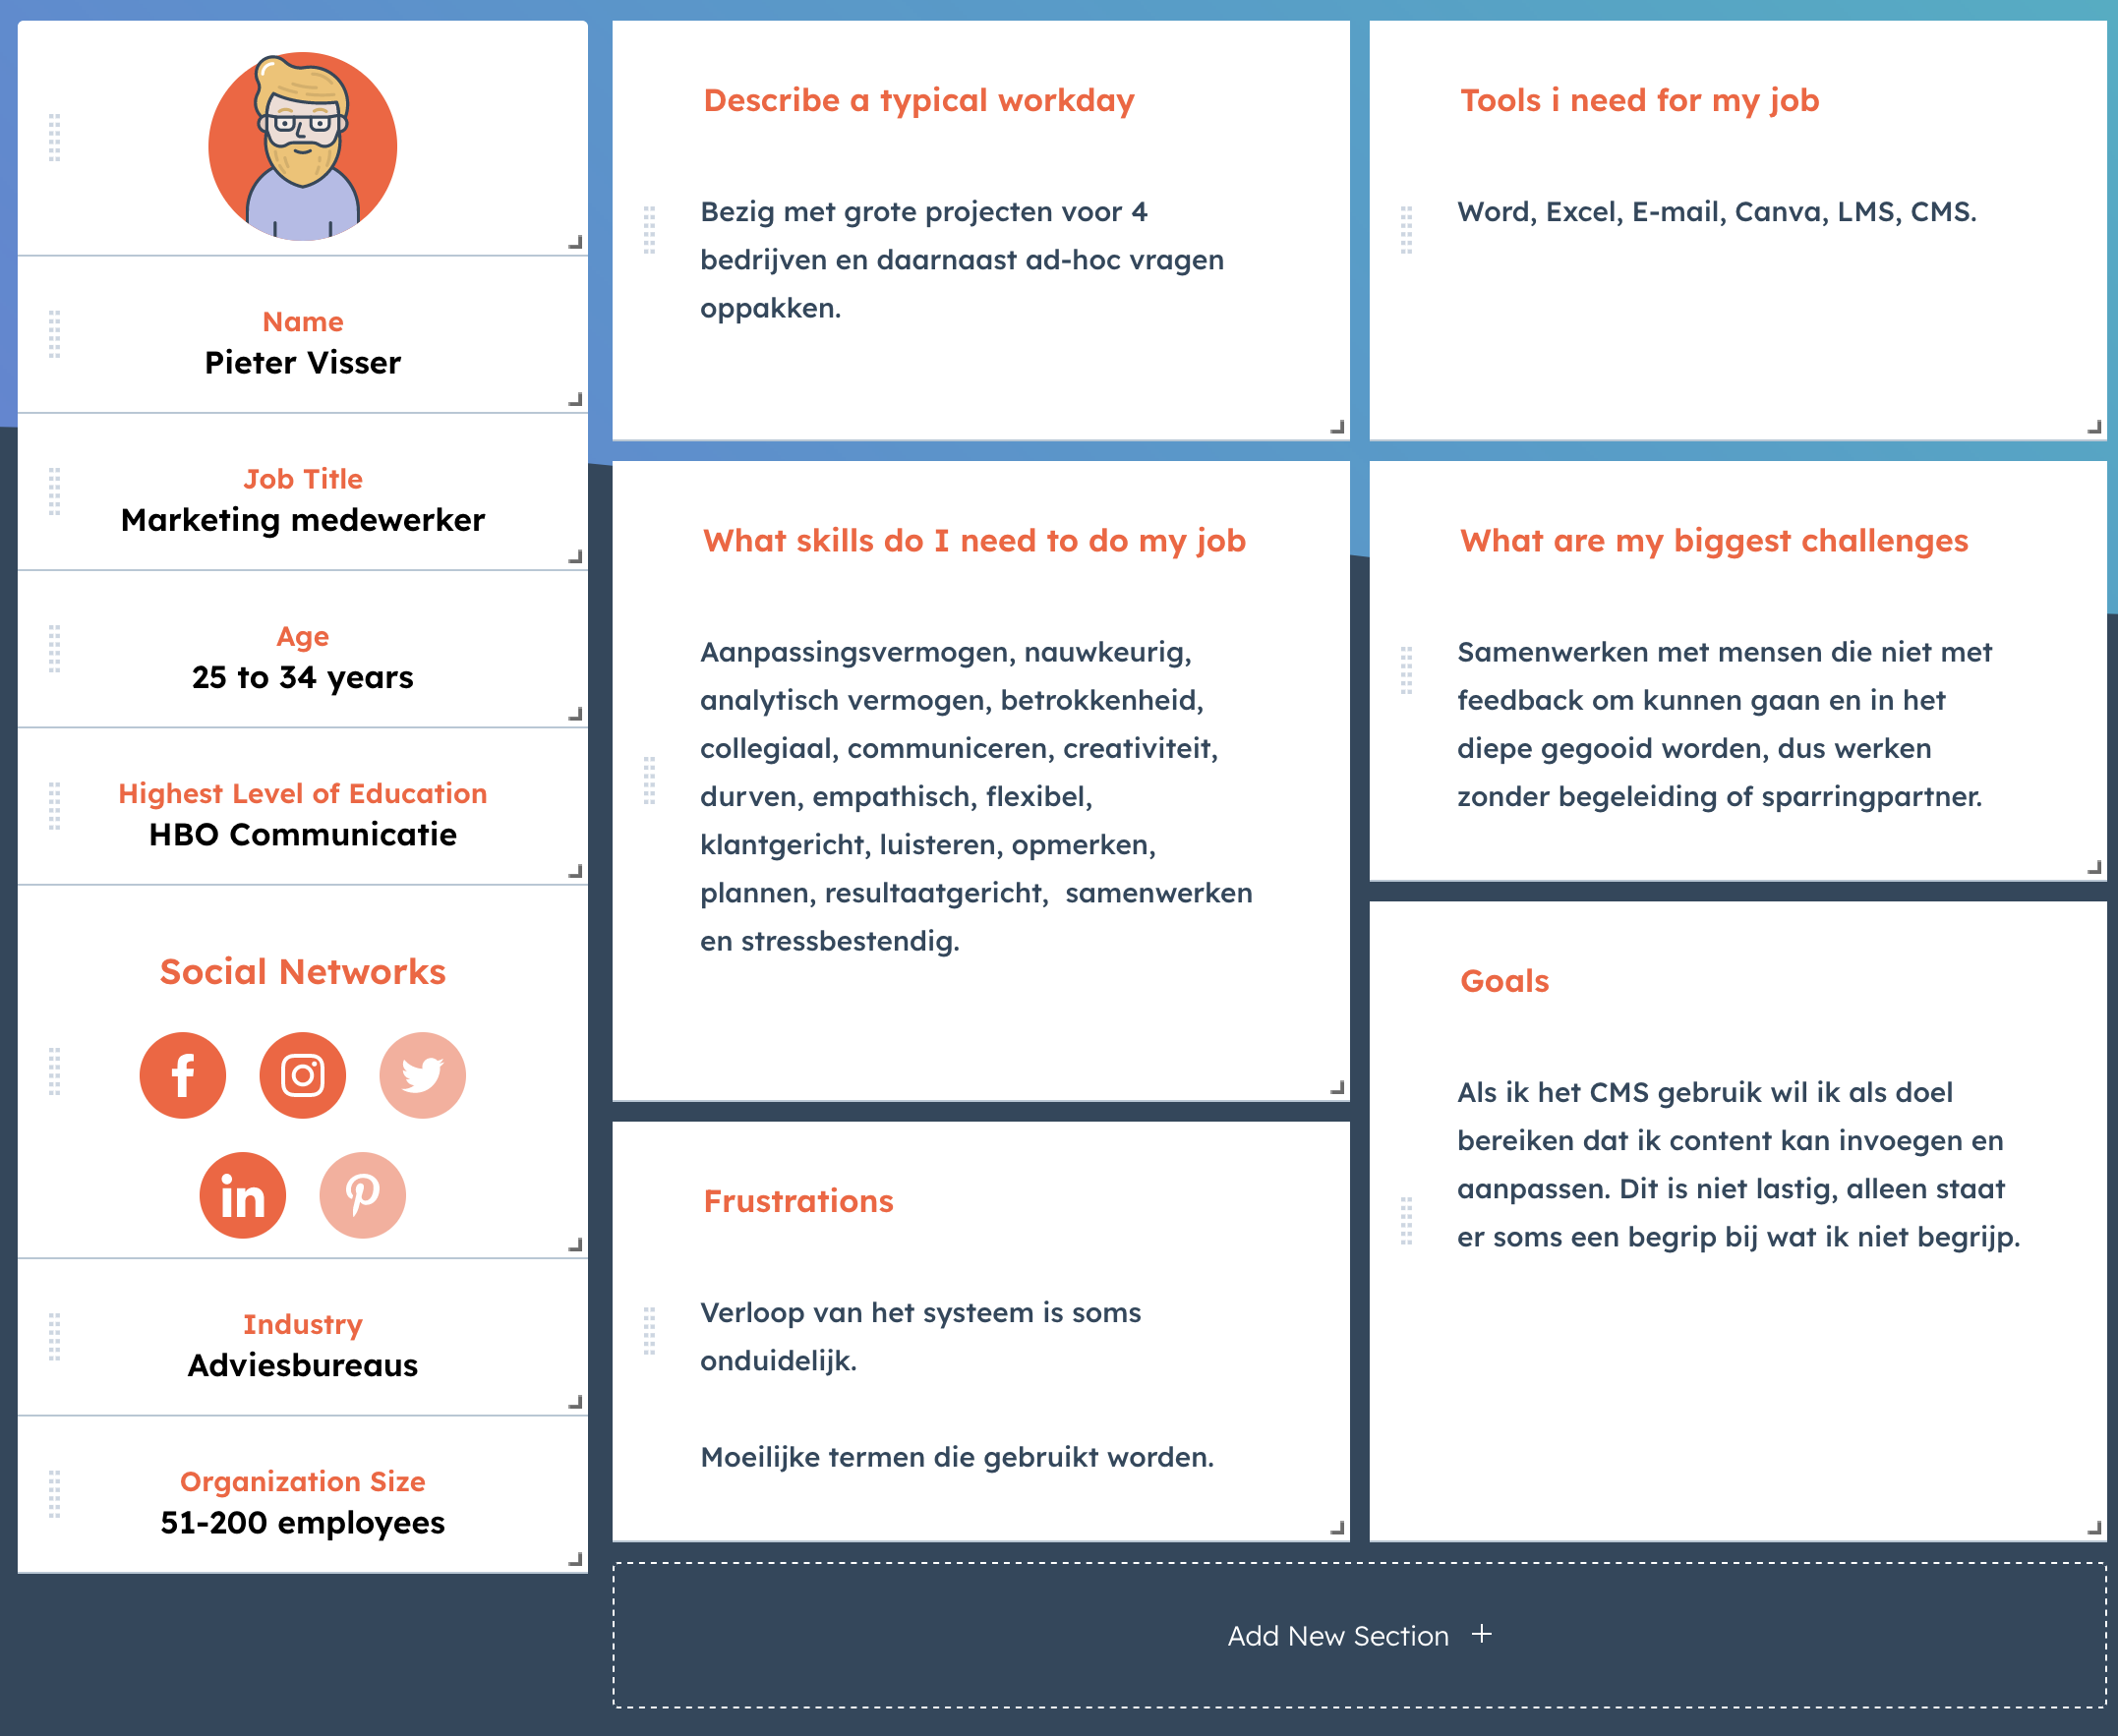 Name
Pieter Visser
Job Title
Marketing medewerker
Age
25 to 34 years
Highest Level of Education
HBO Communicatie
Social Networks
f
in
Industry
Adviesbureaus
Organization Size
51-200 employees
Describe a typical workday
Bezig met grote projecten voor 4
bedrijven en daarnaast ad-hoc vragen
oppakken.
Tools i need for my job
Word, Excel, E-mail, Canva, LMS, CMS.
What skills do I need to do my job
Aanpassingsvermogen, nauwkeurig,
analytisch vermogen, betrokkenheid,
collegiaal, communiceren, creativiteit,
durven, empathisch, flexibel,
klantgericht, luisteren, opmerken,
plannen, resultaatgericht,  samenwerken
en stressbestendig.
What are my biggest challenges
Samenwerken met mensen die niet met
feedback om kunnen gaan en in het
diepe gegooid worden, dus werken
zonder begeleiding of sparringpartner.
Frustrations
Verloop van het systeem is soms
onduidelijk.
Moeilijke termen die gebruikt worden.
Goals
Als ik het CMS gebruik wil ik als doel
bereiken dat ik content kan invoegen en
aanpassen. Dit is niet lastig, alleen staat
er soms een begrip bij wat ik niet begrijp.
Add New Section +